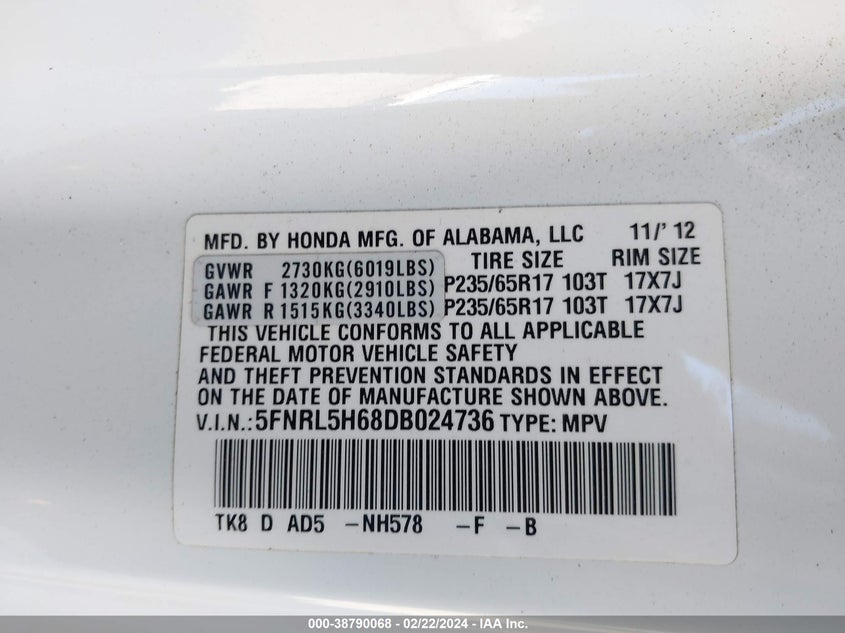 MFD. BY HONDA MFG. OF ALABAMA, LLC 11/' 12
TIRE SIZE RIM SIZE
GVWR 2730KG(6019LBS)
GAWR F 1320KG(2910LBS) P235/65R17 103T 17X7J
GAWR R 1515KG(3340LBS) P235/65R17 103T 17X7J
THIS VEHICLE CONFORMS TO ALL APPLICABLE
FEDERAL MOTOR VEHICLE SAFETY
AND THEFT PREVENTION STANDARDS IN EFFECT
ON THE DATE OF MANUFACTURE SHOWN ABOVE.
V.I.N.:5FNRL5H68DB024736 TYPE: MPV
TK8 D AD5 -NH578 -F -B
000-38790068 - 02/22/2024 - IAA Inc.